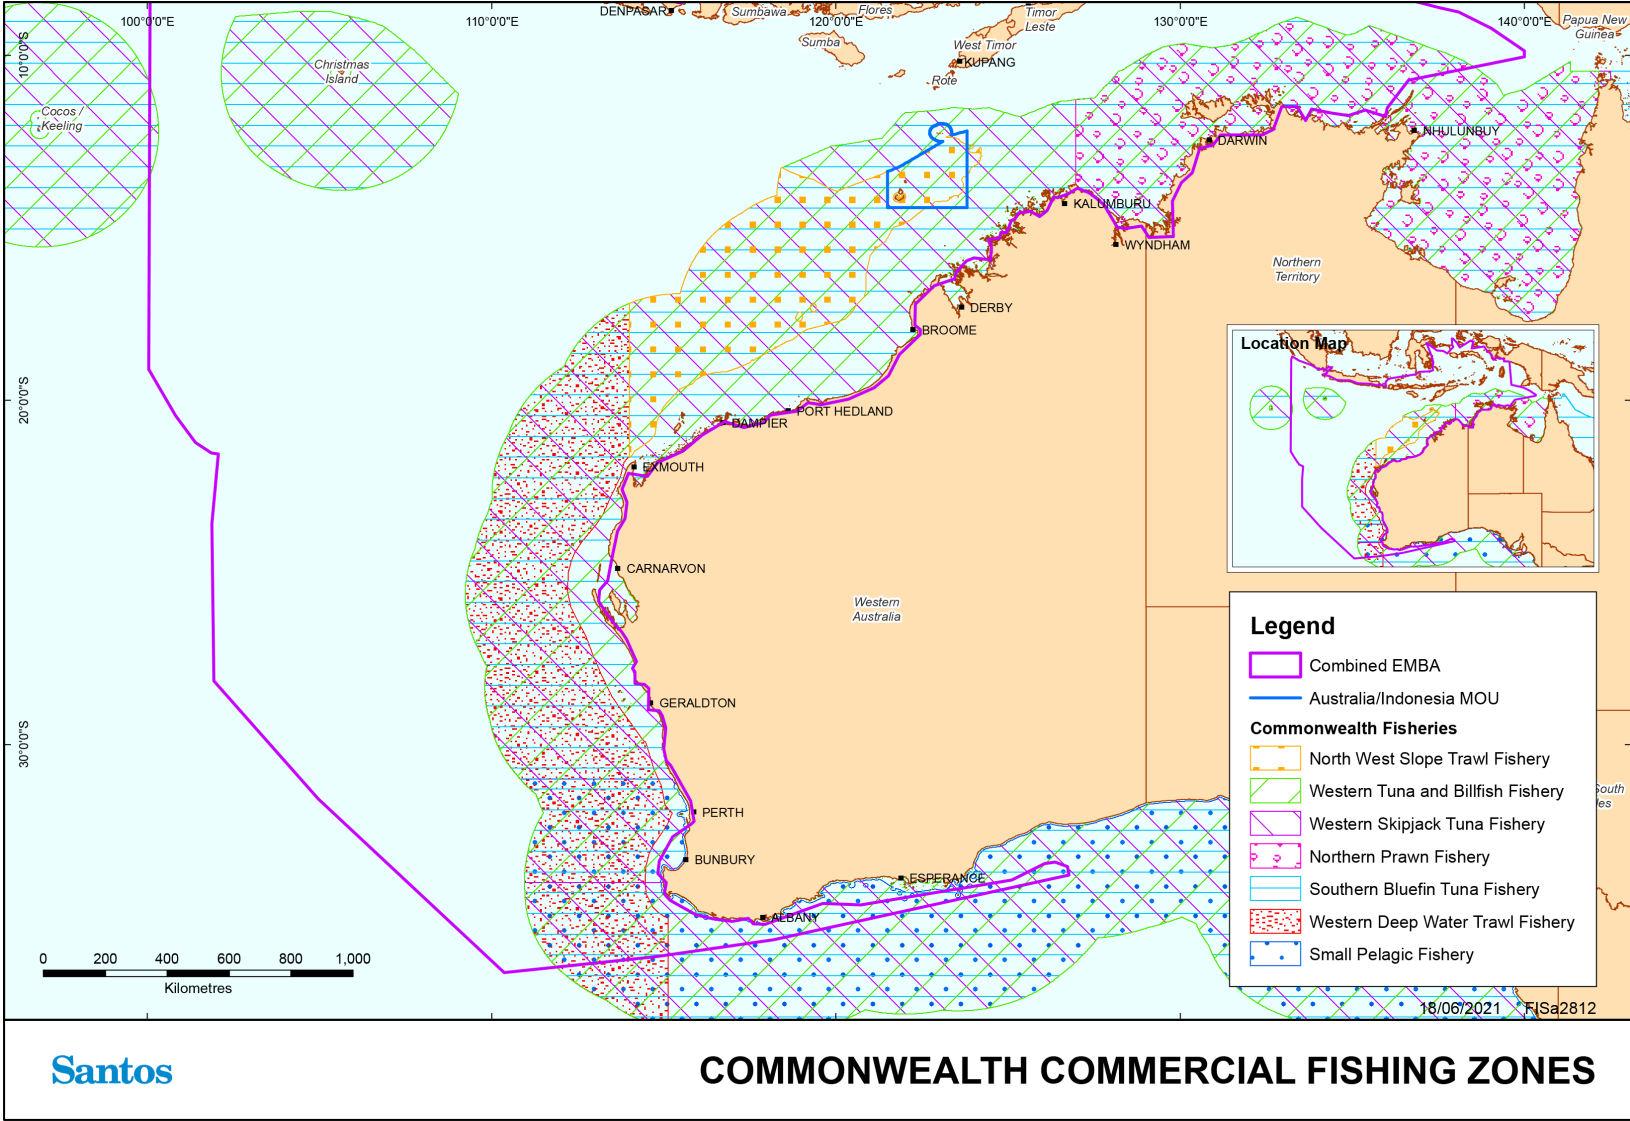 100°0'0"E
110°0'0"E
120°0'0"E
130°0'0"E
140°0'0"E
10°0'0"S
20°0'0"S
30°0'0"S
DENPASAR
Sumbawa
Flores
Timor
Leste
Papua New
Guinea
Sumba
West Timor
KUPANG
Rote
Christmas
Island
Cocos /
Keeling
NHULUNBUY
DARWIN
KALUMBURU
WYNDHAM
Northern
Territory
DERBY
BROOME
PORT HEDLAND
DAMPIER
EXMOUTH
CARNARVON
Western
Australia
GERALDTON
PERTH
BUNBURY
ESPERANCE
ALBANY
South
les
Location Map
Legend
Combined EMBA
Australia/Indonesia MOU
Commonwealth Fisheries
North West Slope Trawl Fishery
Western Tuna and Billfish Fishery
Western Skipjack Tuna Fishery
Northern Prawn Fishery
Southern Bluefin Tuna Fishery
Western Deep Water Trawl Fishery
Small Pelagic Fishery
0 200 400 600 800 1,000
Kilometres
18/06/2021 FISa2812
Santos
COMMONWEALTH COMMERCIAL FISHING ZONES